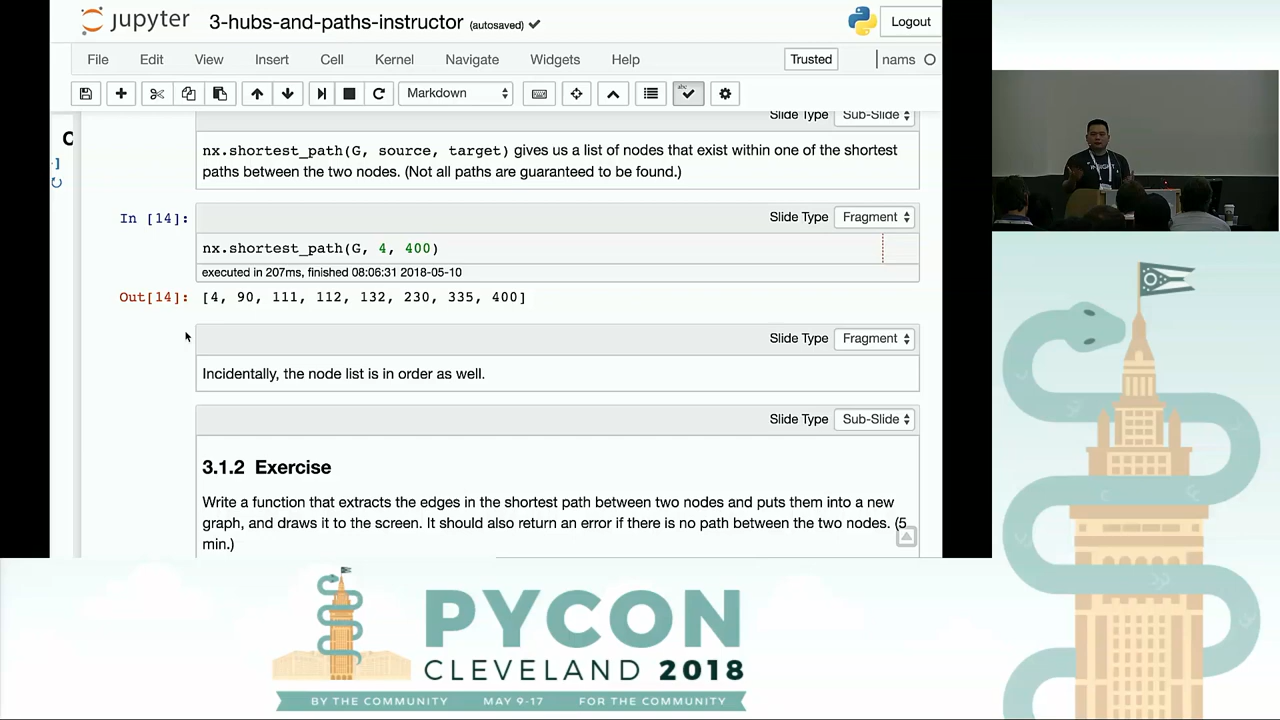 jupyter 3-hubs-and-paths-instructor (autosaved) Logout
File Edit View Insert Cell Kernel Navigate Widgets Help Trusted nams
Markdown
Slide Type Sub-Slide
nx.shortest_path(G, source, target) gives us a list of nodes that exist within one of the shortest
paths between the two nodes. (Not all paths are guaranteed to be found.)
In [14]: Slide Type Fragment
nx.shortest_path(G, 4, 400)
executed in 207ms, finished 08:06:31 2018-05-10
Out[14]: [4, 90, 111, 112, 132, 230, 335, 400]
Slide Type Fragment
Incidentally, the node list is in order as well.
Slide Type Sub-Slide
3.1.2 Exercise
Write a function that extracts the edges in the shortest path between two nodes and puts them into a new
graph, and draws it to the screen. It should also return an error if there is no path between the two nodes. (5
min.)
PYCON
CLEVELAND 2018
BY THE COMMUNITY MAY 9-17 FOR THE COMMUNITY